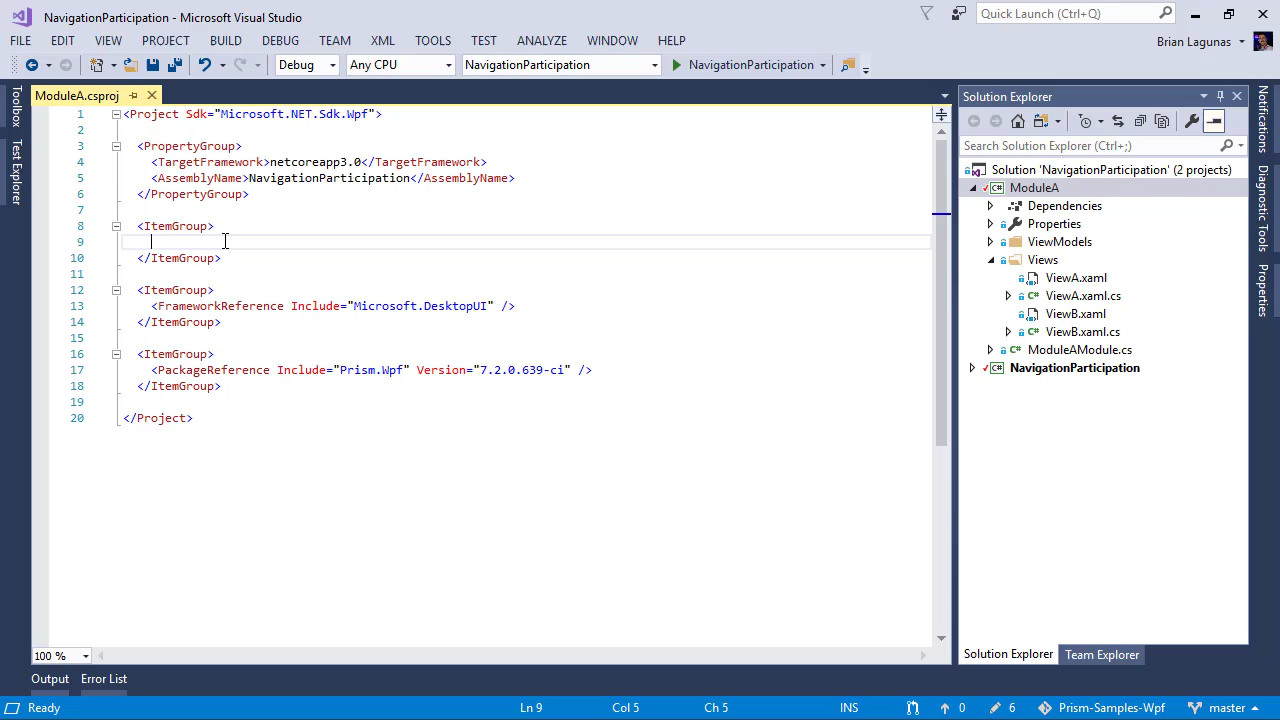 NavigationParticipation - Microsoft Visual Studio
Quick Launch (Ctrl+Q)
FILE EDIT VIEW PROJECT BUILD DEBUG TEAM XML TOOLS TEST ANALYZE WINDOW HELP
Brian Lagunas
Debug Any CPU NavigationParticipation NavigationParticipation
Toolbox
Test Explorer
ModuleA.csproj
1 <Project Sdk="Microsoft.NET.Sdk.Wpf">
2
3 <PropertyGroup>
4 <TargetFramework>netcoreapp3.0</TargetFramework>
5 <AssemblyName>NavigationParticipation</AssemblyName>
6 </PropertyGroup>
7
8 <ItemGroup>
9
10 </ItemGroup>
11
12 <ItemGroup>
13 <FrameworkReference Include="Microsoft.DesktopUI" />
14 </ItemGroup>
15
16 <ItemGroup>
17 <PackageReference Include="Prism.Wpf" Version="7.2.0.639-ci" />
18 </ItemGroup>
19
20 </Project>
100 %
Solution Explorer
Search Solution Explorer (Ctrl+;)
Solution 'NavigationParticipation' (2 projects)
ModuleA
Dependencies
Properties
ViewModels
Views
ViewA.xaml
C# ViewA.xaml.cs
ViewB.xaml
C# ViewB.xaml.cs
C# ModuleAModule.cs
C# NavigationParticipation
Solution Explorer Team Explorer
Notifications
Diagnostic Tools
Properties
Output Error List
Ready Ln 9 Col 5 Ch 5 INS 0 6 Prism-Samples-Wpf master